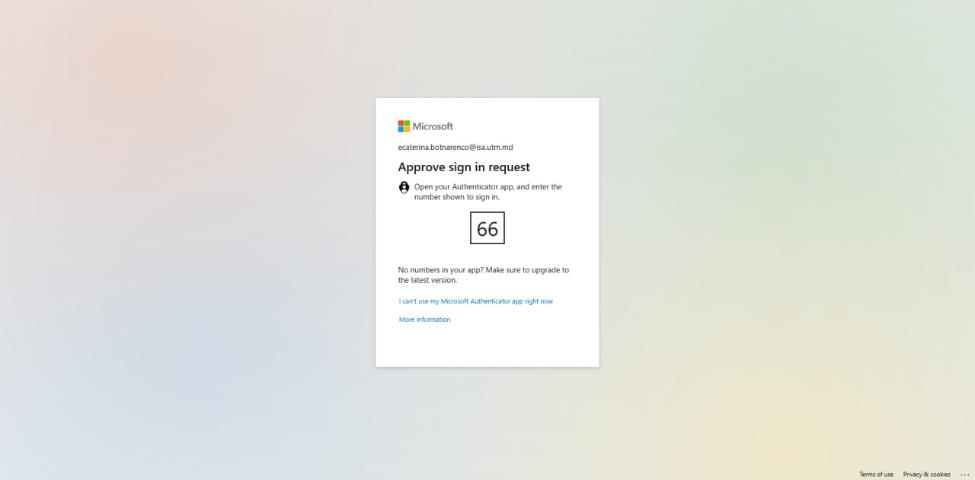 Microsoft
ecaterina.botnarenco@isa.utm.md
Approve sign in request
Open your Authenticator app, and enter the
number shown to sign in.
66
No numbers in your app? Make sure to upgrade to
the latest version.
I can't use my Microsoft Authenticator app right now
More information
Terms of use Privacy & cookies ...